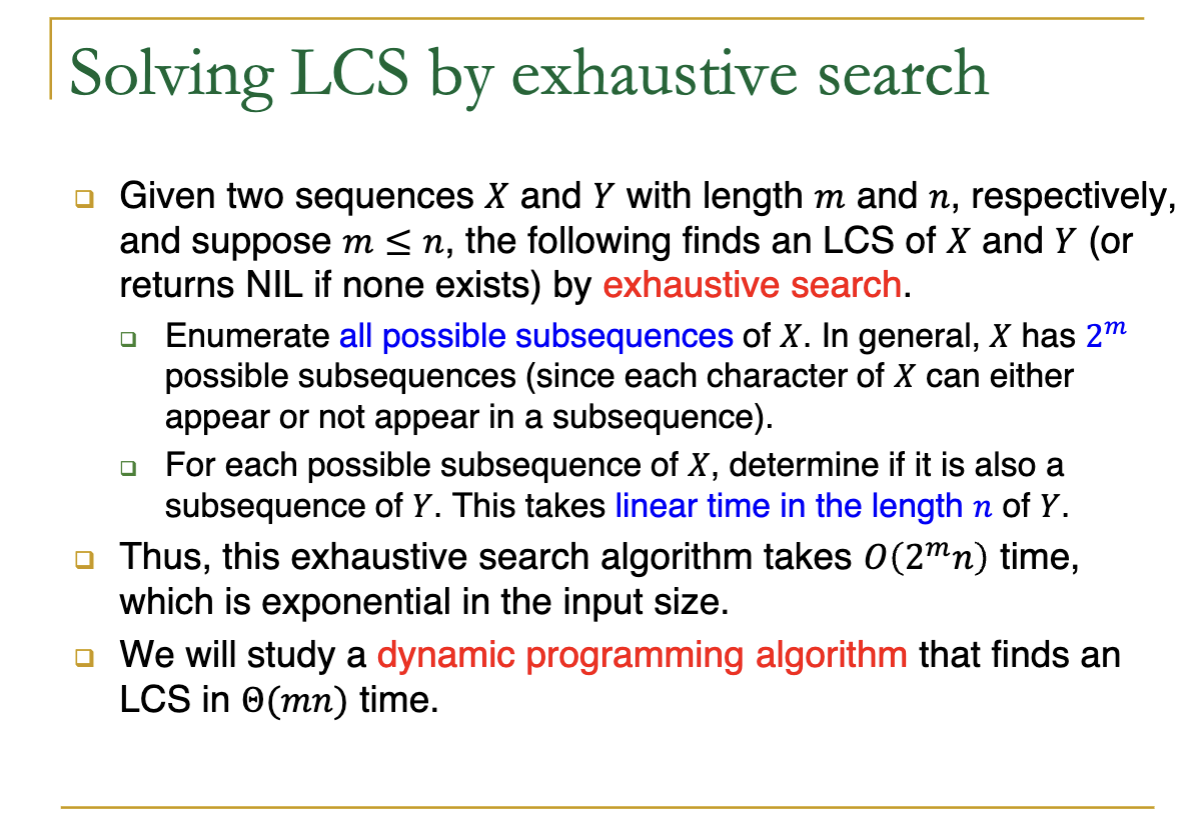 Solving LCS by exhaustive search
❑ Given two sequences X and Y with length m and n, respectively,
and suppose m ≤ n, the following finds an LCS of X and Y (or
returns NIL if none exists) by exhaustive search.
❑ Enumerate all possible subsequences of X. In general, X has 2ᵐ
possible subsequences (since each character of X can either
appear or not appear in a subsequence).
❑ For each possible subsequence of X, determine if it is also a
subsequence of Y. This takes linear time in the length n of Y.
❑ Thus, this exhaustive search algorithm takes O(2ᵐn) time,
which is exponential in the input size.
❑ We will study a dynamic programming algorithm that finds an
LCS in Θ(mn) time.